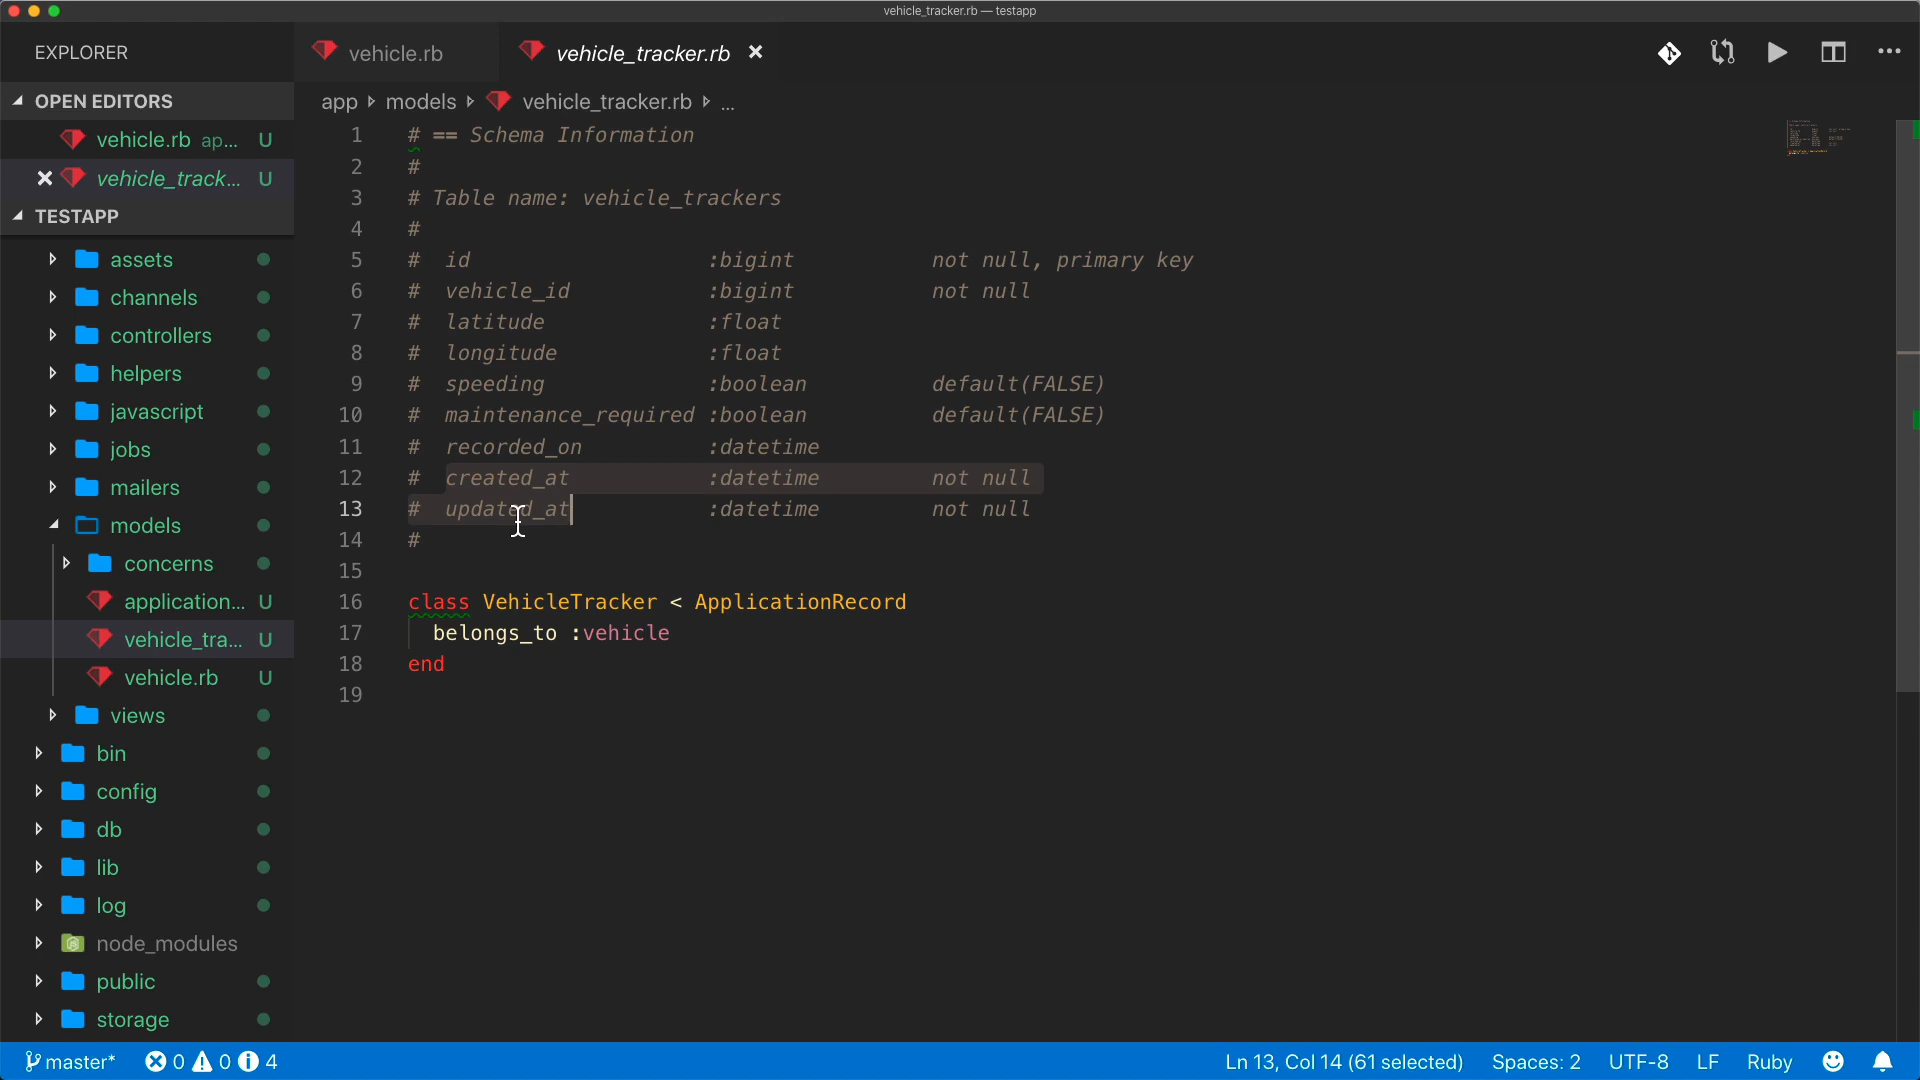 vehicle_tracker.rb — testapp
EXPLORER
vehicle.rb
vehicle_tracker.rb
app models vehicle_tracker.rb ...
OPEN EDITORS
vehicle.rb ap... U
vehicle_track... U
TESTAPP
assets
channels
controllers
helpers
javascript
jobs
mailers
models
concerns
application... U
vehicle_tra... U
vehicle.rb U
views
bin
config
db
lib
log
node_modules
public
storage
1 # == Schema Information
2 #
3 # Table name: vehicle_trackers
4 #
5 # id :bigint not null, primary key
6 # vehicle_id :bigint not null
7 # latitude :float
8 # longitude :float
9 # speeding :boolean default(FALSE)
10 # maintenance_required :boolean default(FALSE)
11 # recorded_on :datetime
12 # created_at :datetime not null
13 # updated_at :datetime not null
14 #
15
16 class VehicleTracker < ApplicationRecord
17 belongs_to :vehicle
18 end
19
master* 0 0 4 Ln 13, Col 14 (61 selected) Spaces: 2 UTF-8 LF Ruby